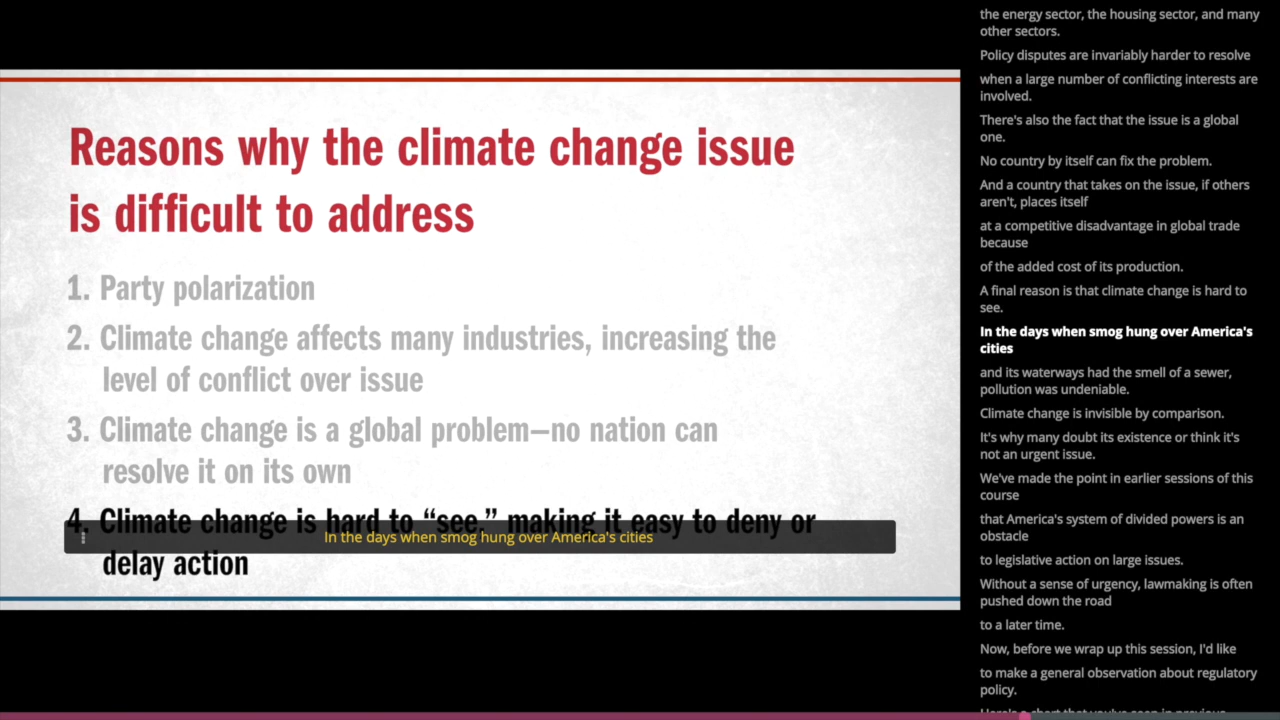 Reasons why the climate change issue
is difficult to address
1. Party polarization
2. Climate change affects many industries, increasing the
level of conflict over issue
3. Climate change is a global problem—no nation can
resolve it on its own
4. Climate change is hard to “see,” making it easy to deny or
delay action
In the days when smog hung over America's cities
the energy sector, the housing sector, and many
other sectors.
Policy disputes are invariably harder to resolve
when a large number of conflicting interests are
involved.
There's also the fact that the issue is a global
one.
No country by itself can fix the problem.
And a country that takes on the issue, if others
aren't, places itself
at a competitive disadvantage in global trade
because
of the added cost of its production.
A final reason is that climate change is hard to
see.
In the days when smog hung over America's
cities
and its waterways had the smell of a sewer,
pollution was undeniable.
Climate change is invisible by comparison.
It's why many doubt its existence or think it's
not an urgent issue.
We've made the point in earlier sessions of this
course
that America's system of divided powers is an
obstacle
to legislative action on large issues.
Without a sense of urgency, lawmaking is often
pushed down the road
to a later time.
Now, before we wrap up this session, I'd like
to make a general observation about regulatory
policy.
Here's a chart that you've seen in previous